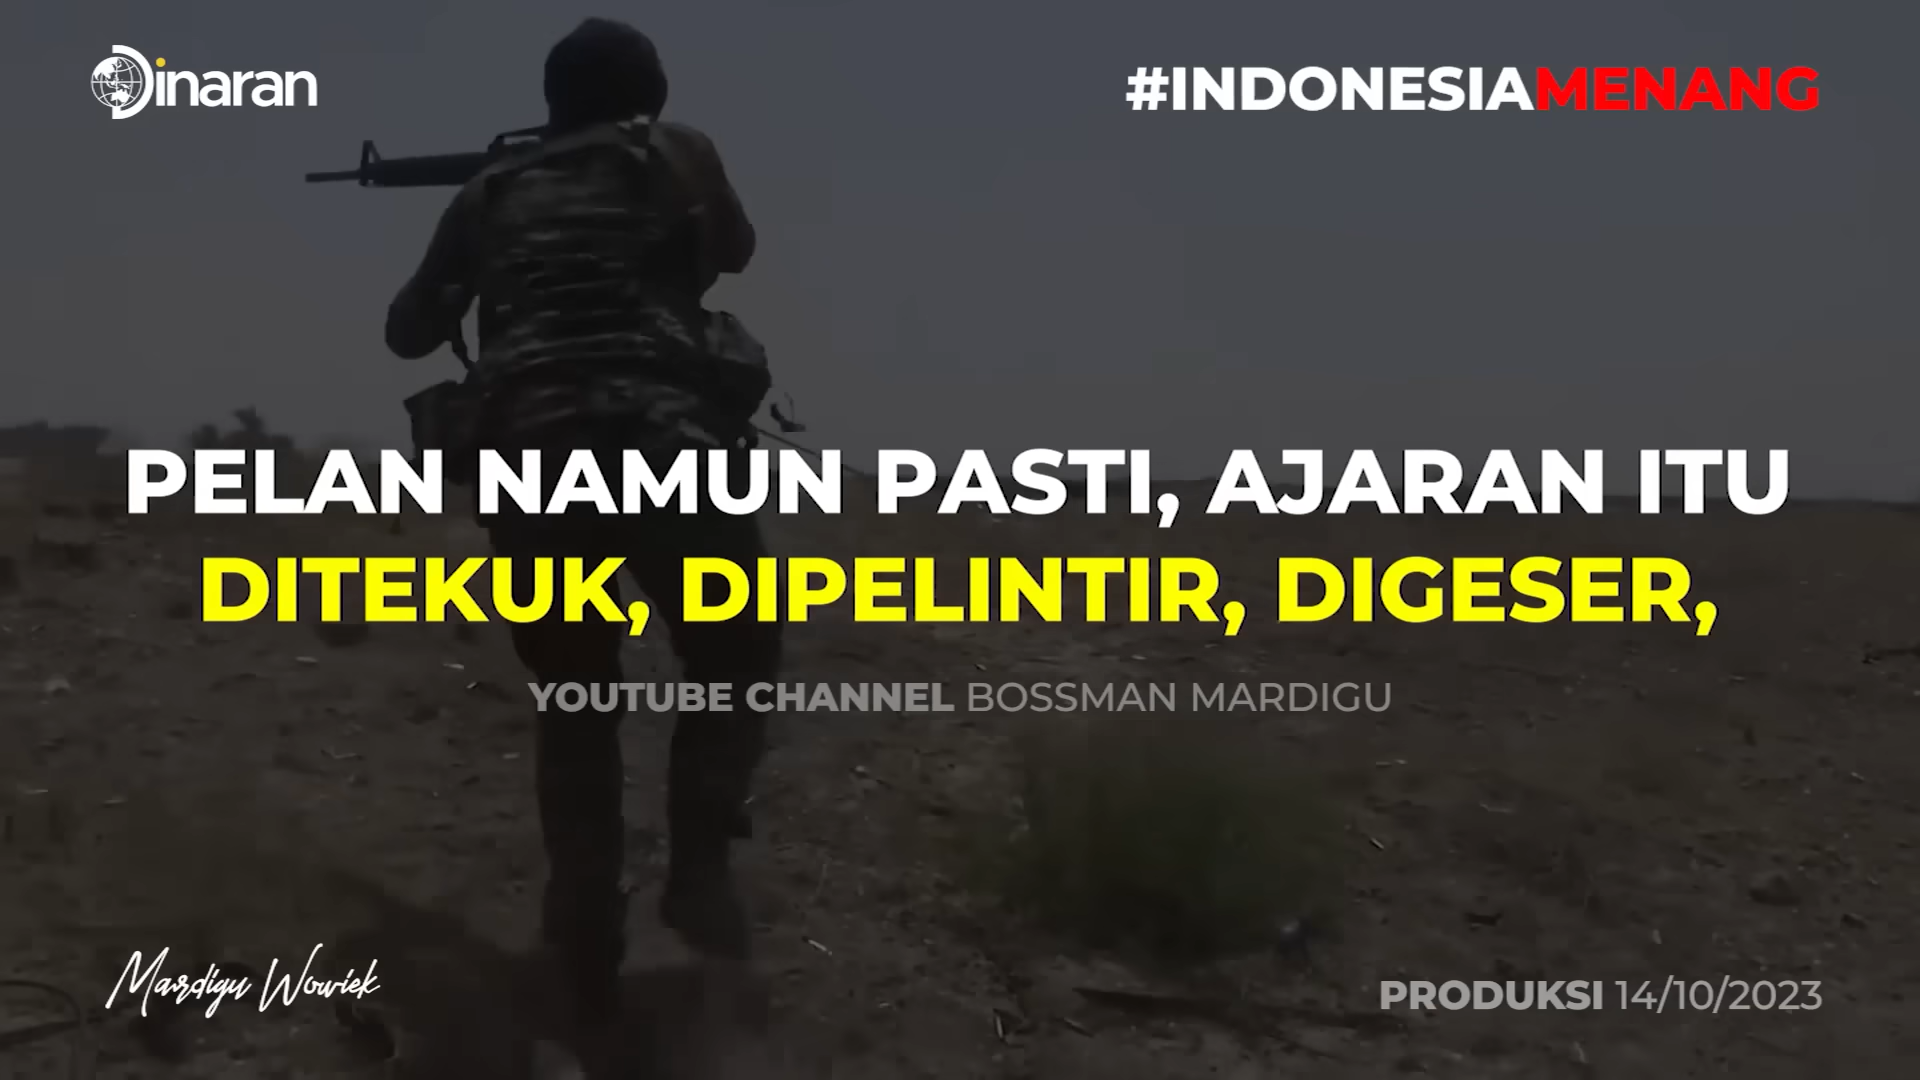 Dinaran
#INDONESIAMENANG
PELAN NAMUN PASTI, AJARAN ITU
DITEKUK, DIPELINTIR, DIGESER,
YOUTUBE CHANNEL BOSSMAN MARDIGU
Mardigu Wowiek
PRODUKSI 14/10/2023